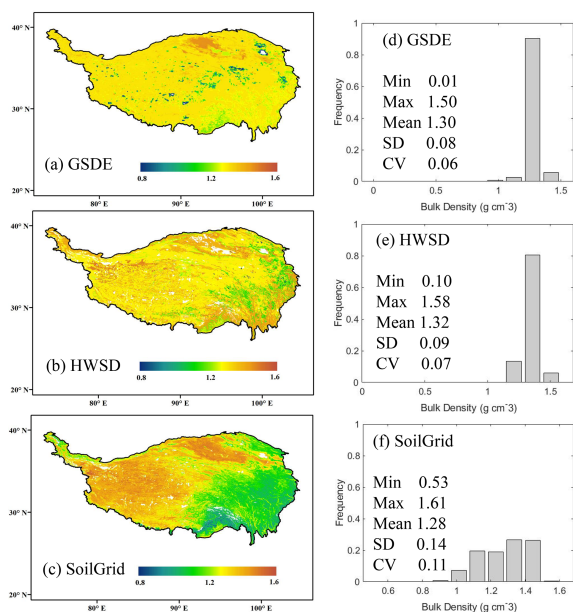 40° N
30° N
20° N
(a) GSDE
0.8 1.2 1.6
80° E 90° E 100° E
40° N
30° N
20° N
(b) HWSD
0.8 1.2 1.6
80° E 90° E 100° E
40° N
30° N
20° N
(c) SoilGrid
0.8 1.2 1.6
80° E 90° E 100° E
(d) GSDE
Min 0.01
Max 1.50
Mean 1.30
SD 0.08
CV 0.06
Frequency
1
0.8
0.6
0.4
0.2
0
0 0.5 1 1.5
Bulk Density (g cm^-3)
(e) HWSD
Min 0.10
Max 1.58
Mean 1.32
SD 0.09
CV 0.07
Frequency
1
0.8
0.6
0.4
0.2
0
0 0.5 1 1.5
Bulk Density (g cm^-3)
(f) SoilGrid
Min 0.53
Max 1.61
Mean 1.28
SD 0.14
CV 0.11
Frequency
1
0.8
0.6
0.4
0.2
0
0.6 0.8 1 1.2 1.4 1.6
Bulk Density (g cm^-3)